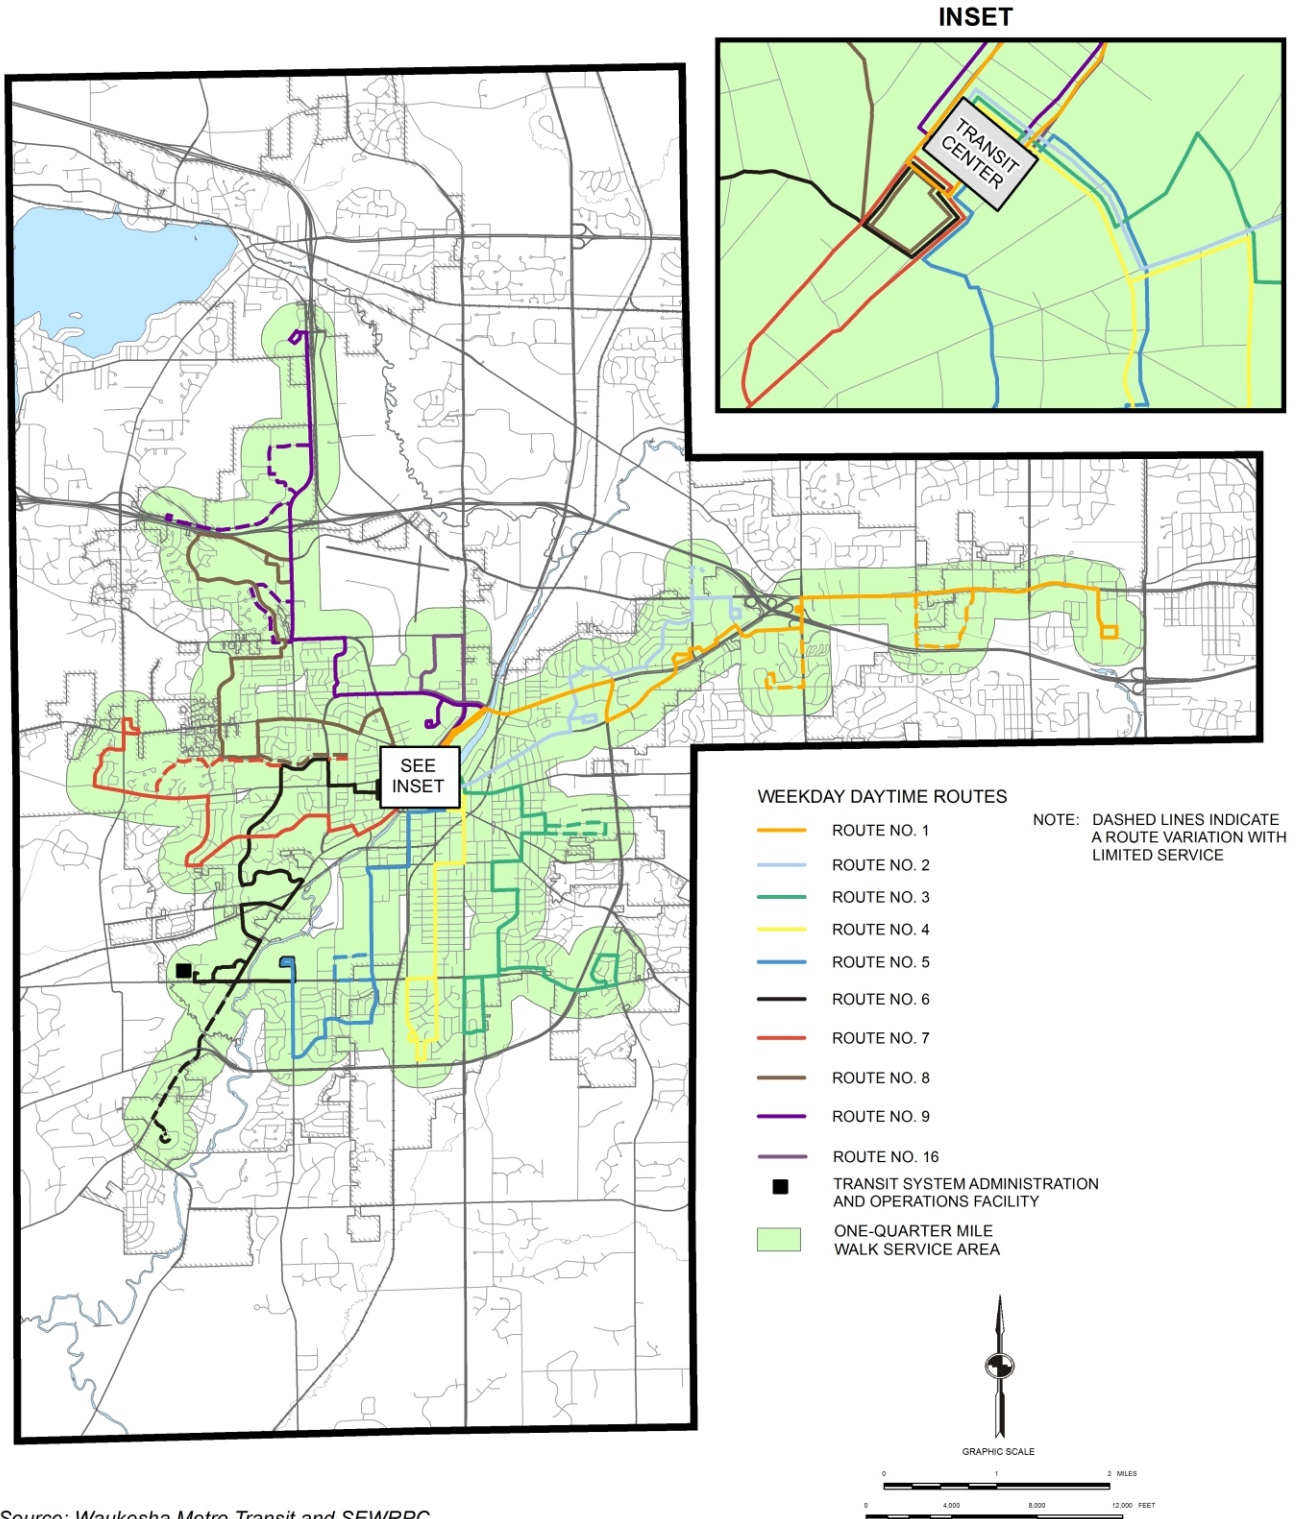 INSET
TRANSIT
CENTER
SEE
INSET
WEEKDAY DAYTIME ROUTES
ROUTE NO. 1
ROUTE NO. 2
ROUTE NO. 3
ROUTE NO. 4
ROUTE NO. 5
ROUTE NO. 6
ROUTE NO. 7
ROUTE NO. 8
ROUTE NO. 9
ROUTE NO. 16
TRANSIT SYSTEM ADMINISTRATION
AND OPERATIONS FACILITY
ONE-QUARTER MILE
WALK SERVICE AREA
NOTE: DASHED LINES INDICATE
A ROUTE VARIATION WITH
LIMITED SERVICE
GRAPHIC SCALE
0 1 2 MILES
0 4,000 8,000 12,000 FEET
Source: Waukesha Metro Transit and SEWRPC